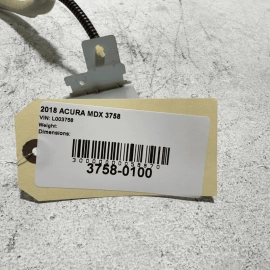 2018 ACURA MDX 3758
VIN: L003758
Weight:
Dimensions:
3758-0100